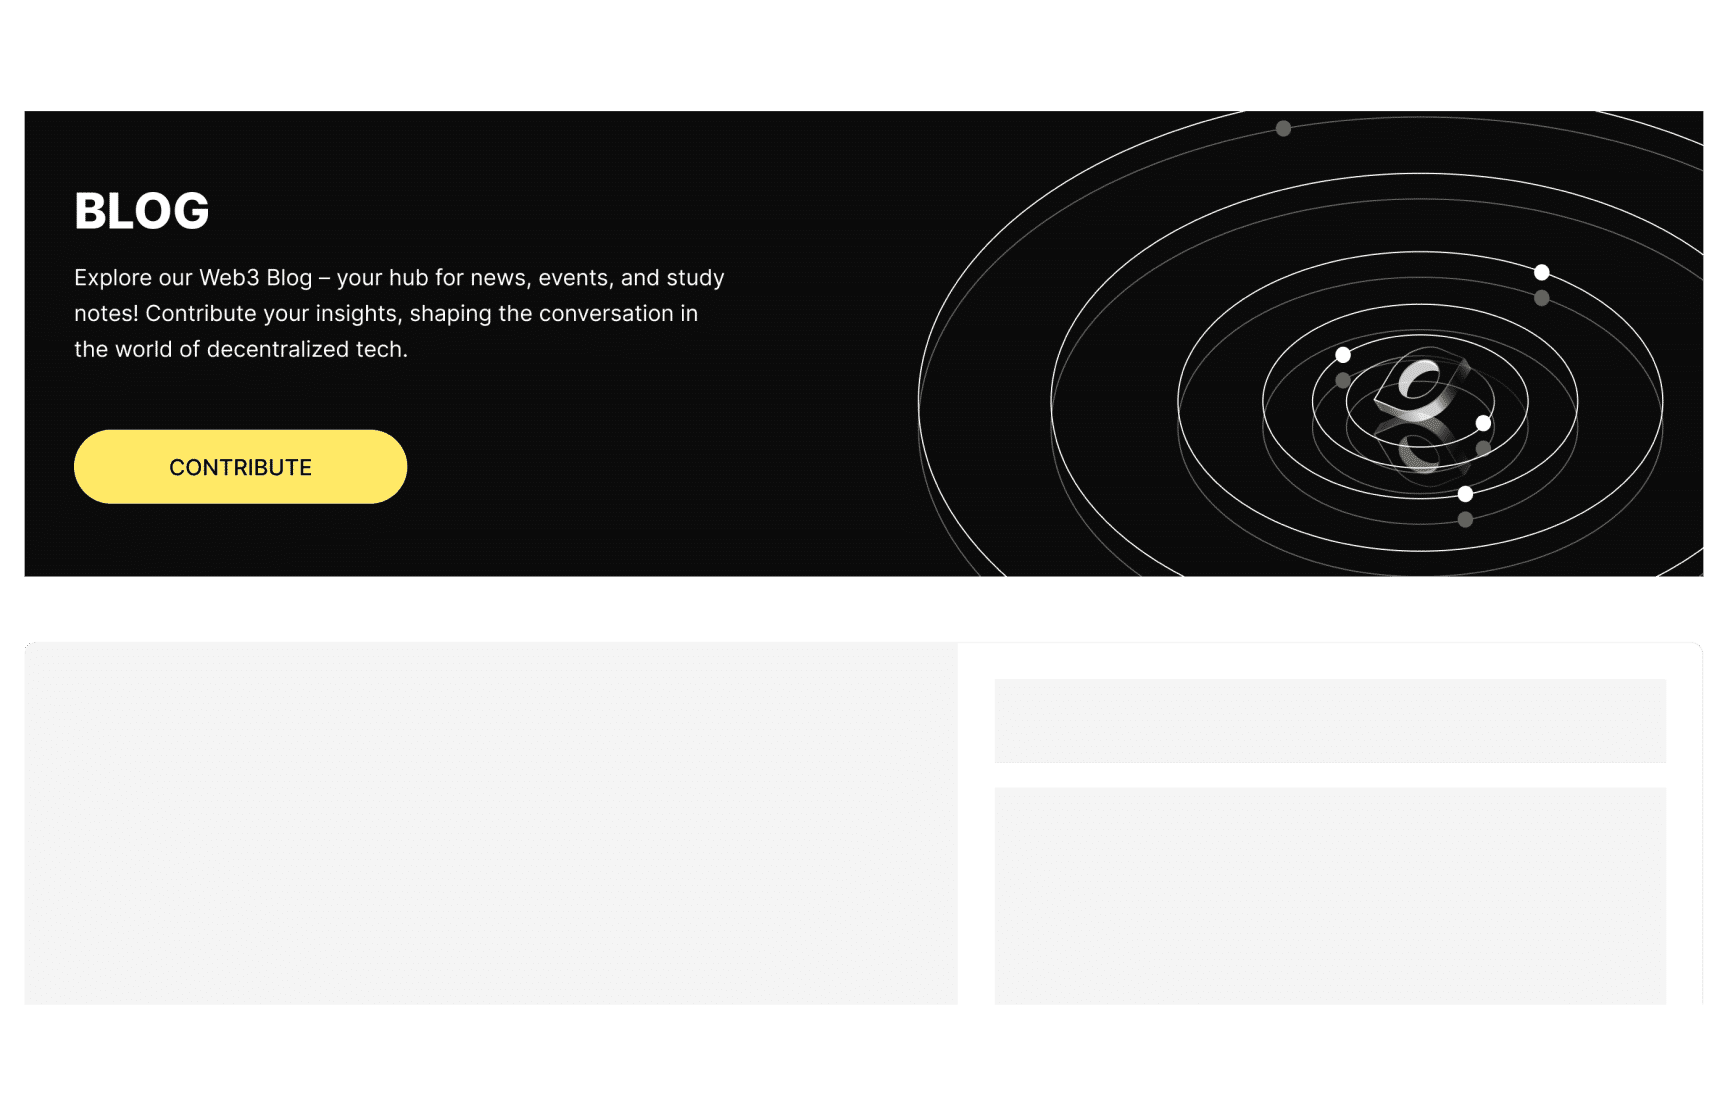 BLOG
Explore our Web3 Blog – your hub for news, events, and study
notes! Contribute your insights, shaping the conversation in
the world of decentralized tech.
CONTRIBUTE